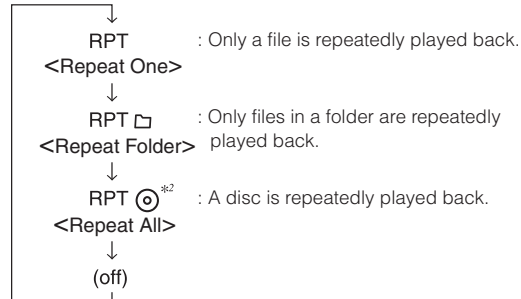 RPT : Only a file is repeatedly played back.
<Repeat One>
RPT : Only files in a folder are repeatedly
<Repeat Folder> played back.
RPT *2 : A disc is repeatedly played back.
<Repeat All>
(off)